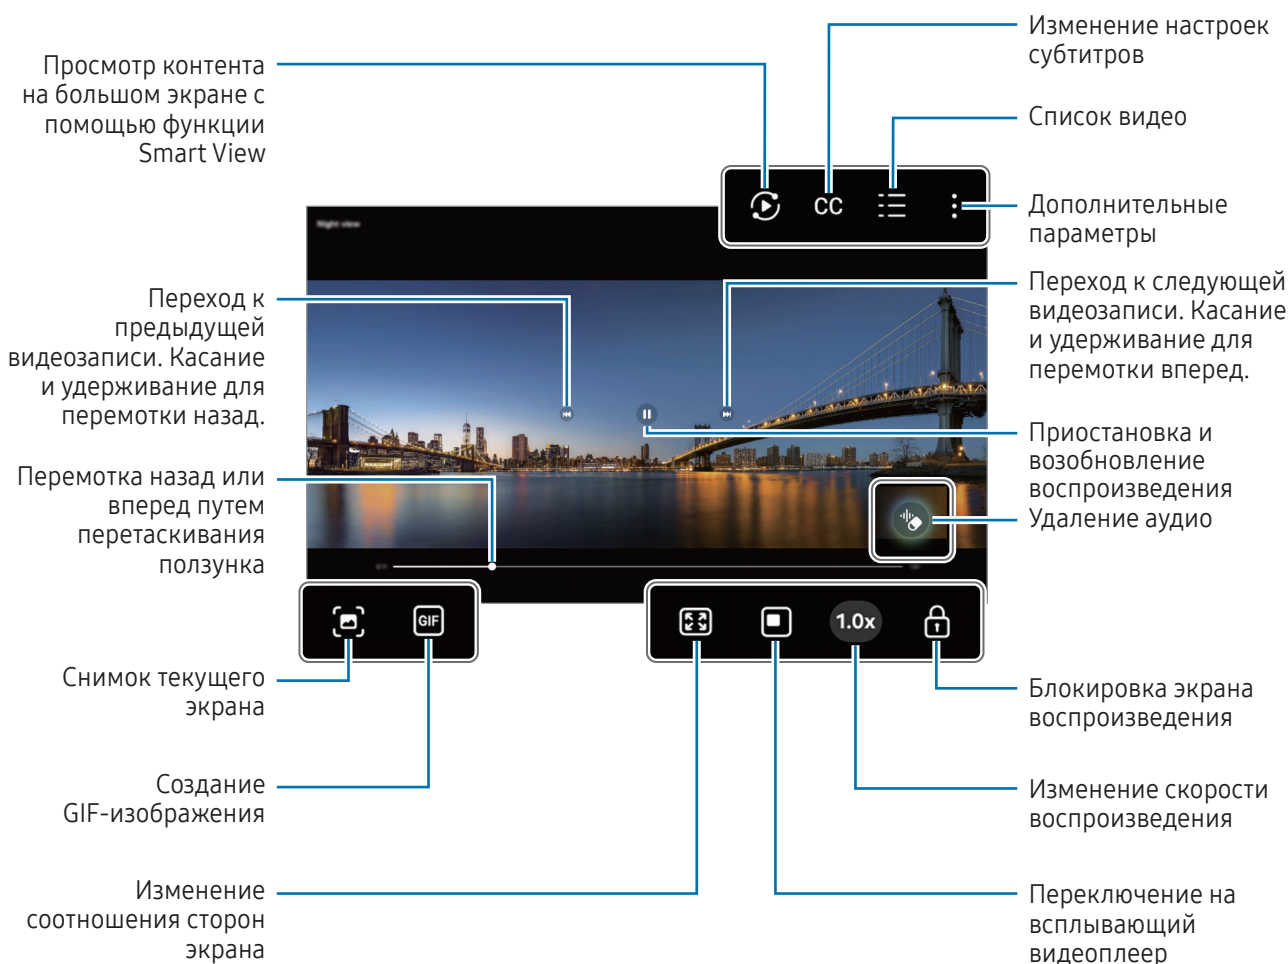 Изменение настроек
субтитров
Просмотр контента
на большом экране с
помощью функции
Smart View
Список видео
CC
Дополнительные
параметры
Night view
Переход к
предыдущей
видеозаписи. Касание
и удерживание для
перемотки назад.
Переход к следующей
видеозаписи. Касание
и удерживание для
перемотки вперед.
Приостановка и
возобновление
воспроизведения
Перемотка назад или
вперед путем
перетаскивания
ползунка
Удаление аудио
GIF
1.0x
Снимок текущего
экрана
Блокировка экрана
воспроизведения
Создание
GIF-изображения
Изменение скорости
воспроизведения
Изменение
соотношения сторон
экрана
Переключение на
всплывающий
видеоплеер